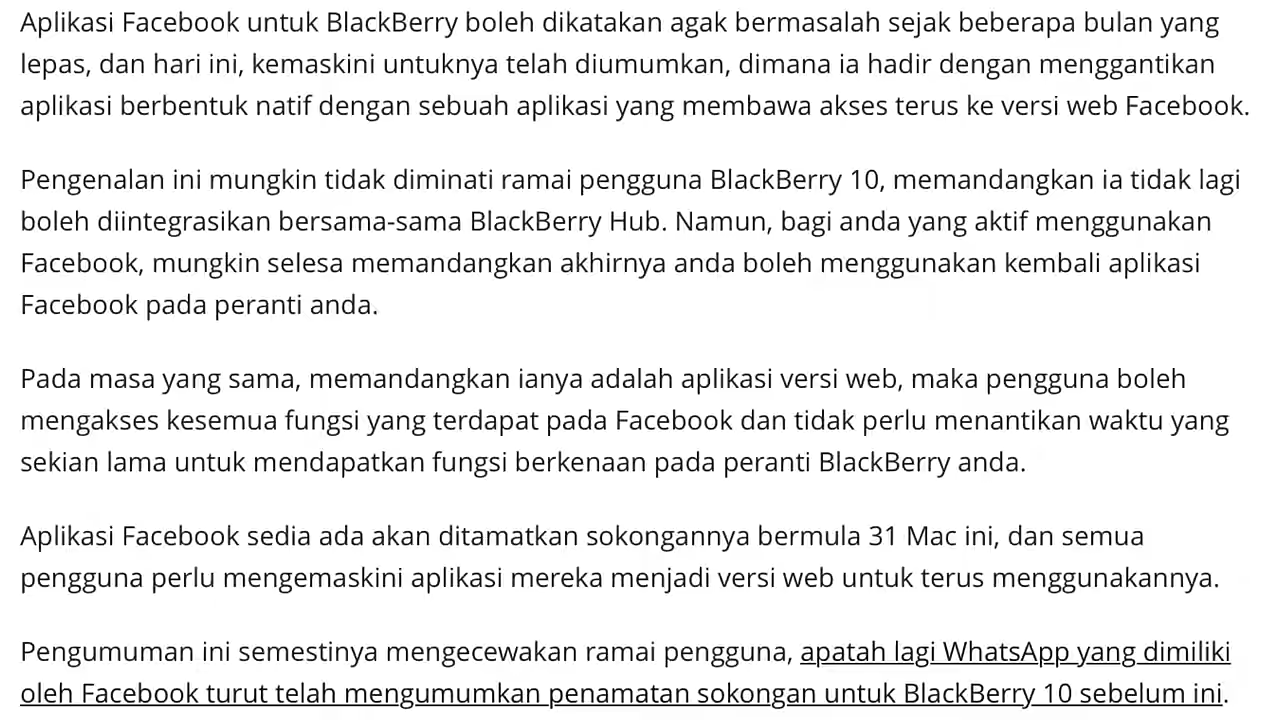 Aplikasi Facebook untuk BlackBerry boleh dikatakan agak bermasalah sejak beberapa bulan yang
lepas, dan hari ini, kemaskini untuknya telah diumumkan, dimana ia hadir dengan menggantikan
aplikasi berbentuk natif dengan sebuah aplikasi yang membawa akses terus ke versi web Facebook.
Pengenalan ini mungkin tidak diminati ramai pengguna BlackBerry 10, memandangkan ia tidak lagi
boleh diintegrasikan bersama-sama BlackBerry Hub. Namun, bagi anda yang aktif menggunakan
Facebook, mungkin selesa memandangkan akhirnya anda boleh menggunakan kembali aplikasi
Facebook pada peranti anda.
Pada masa yang sama, memandangkan ianya adalah aplikasi versi web, maka pengguna boleh
mengakses kesemua fungsi yang terdapat pada Facebook dan tidak perlu menantikan waktu yang
sekian lama untuk mendapatkan fungsi berkenaan pada peranti BlackBerry anda.
Aplikasi Facebook sedia ada akan ditamatkan sokongannya bermula 31 Mac ini, dan semua
pengguna perlu mengemaskini aplikasi mereka menjadi versi web untuk terus menggunakannya.
Pengumuman ini semestinya mengecewakan ramai pengguna, apatah lagi WhatsApp yang dimiliki
oleh Facebook turut telah mengumumkan penamatan sokongan untuk BlackBerry 10 sebelum ini.